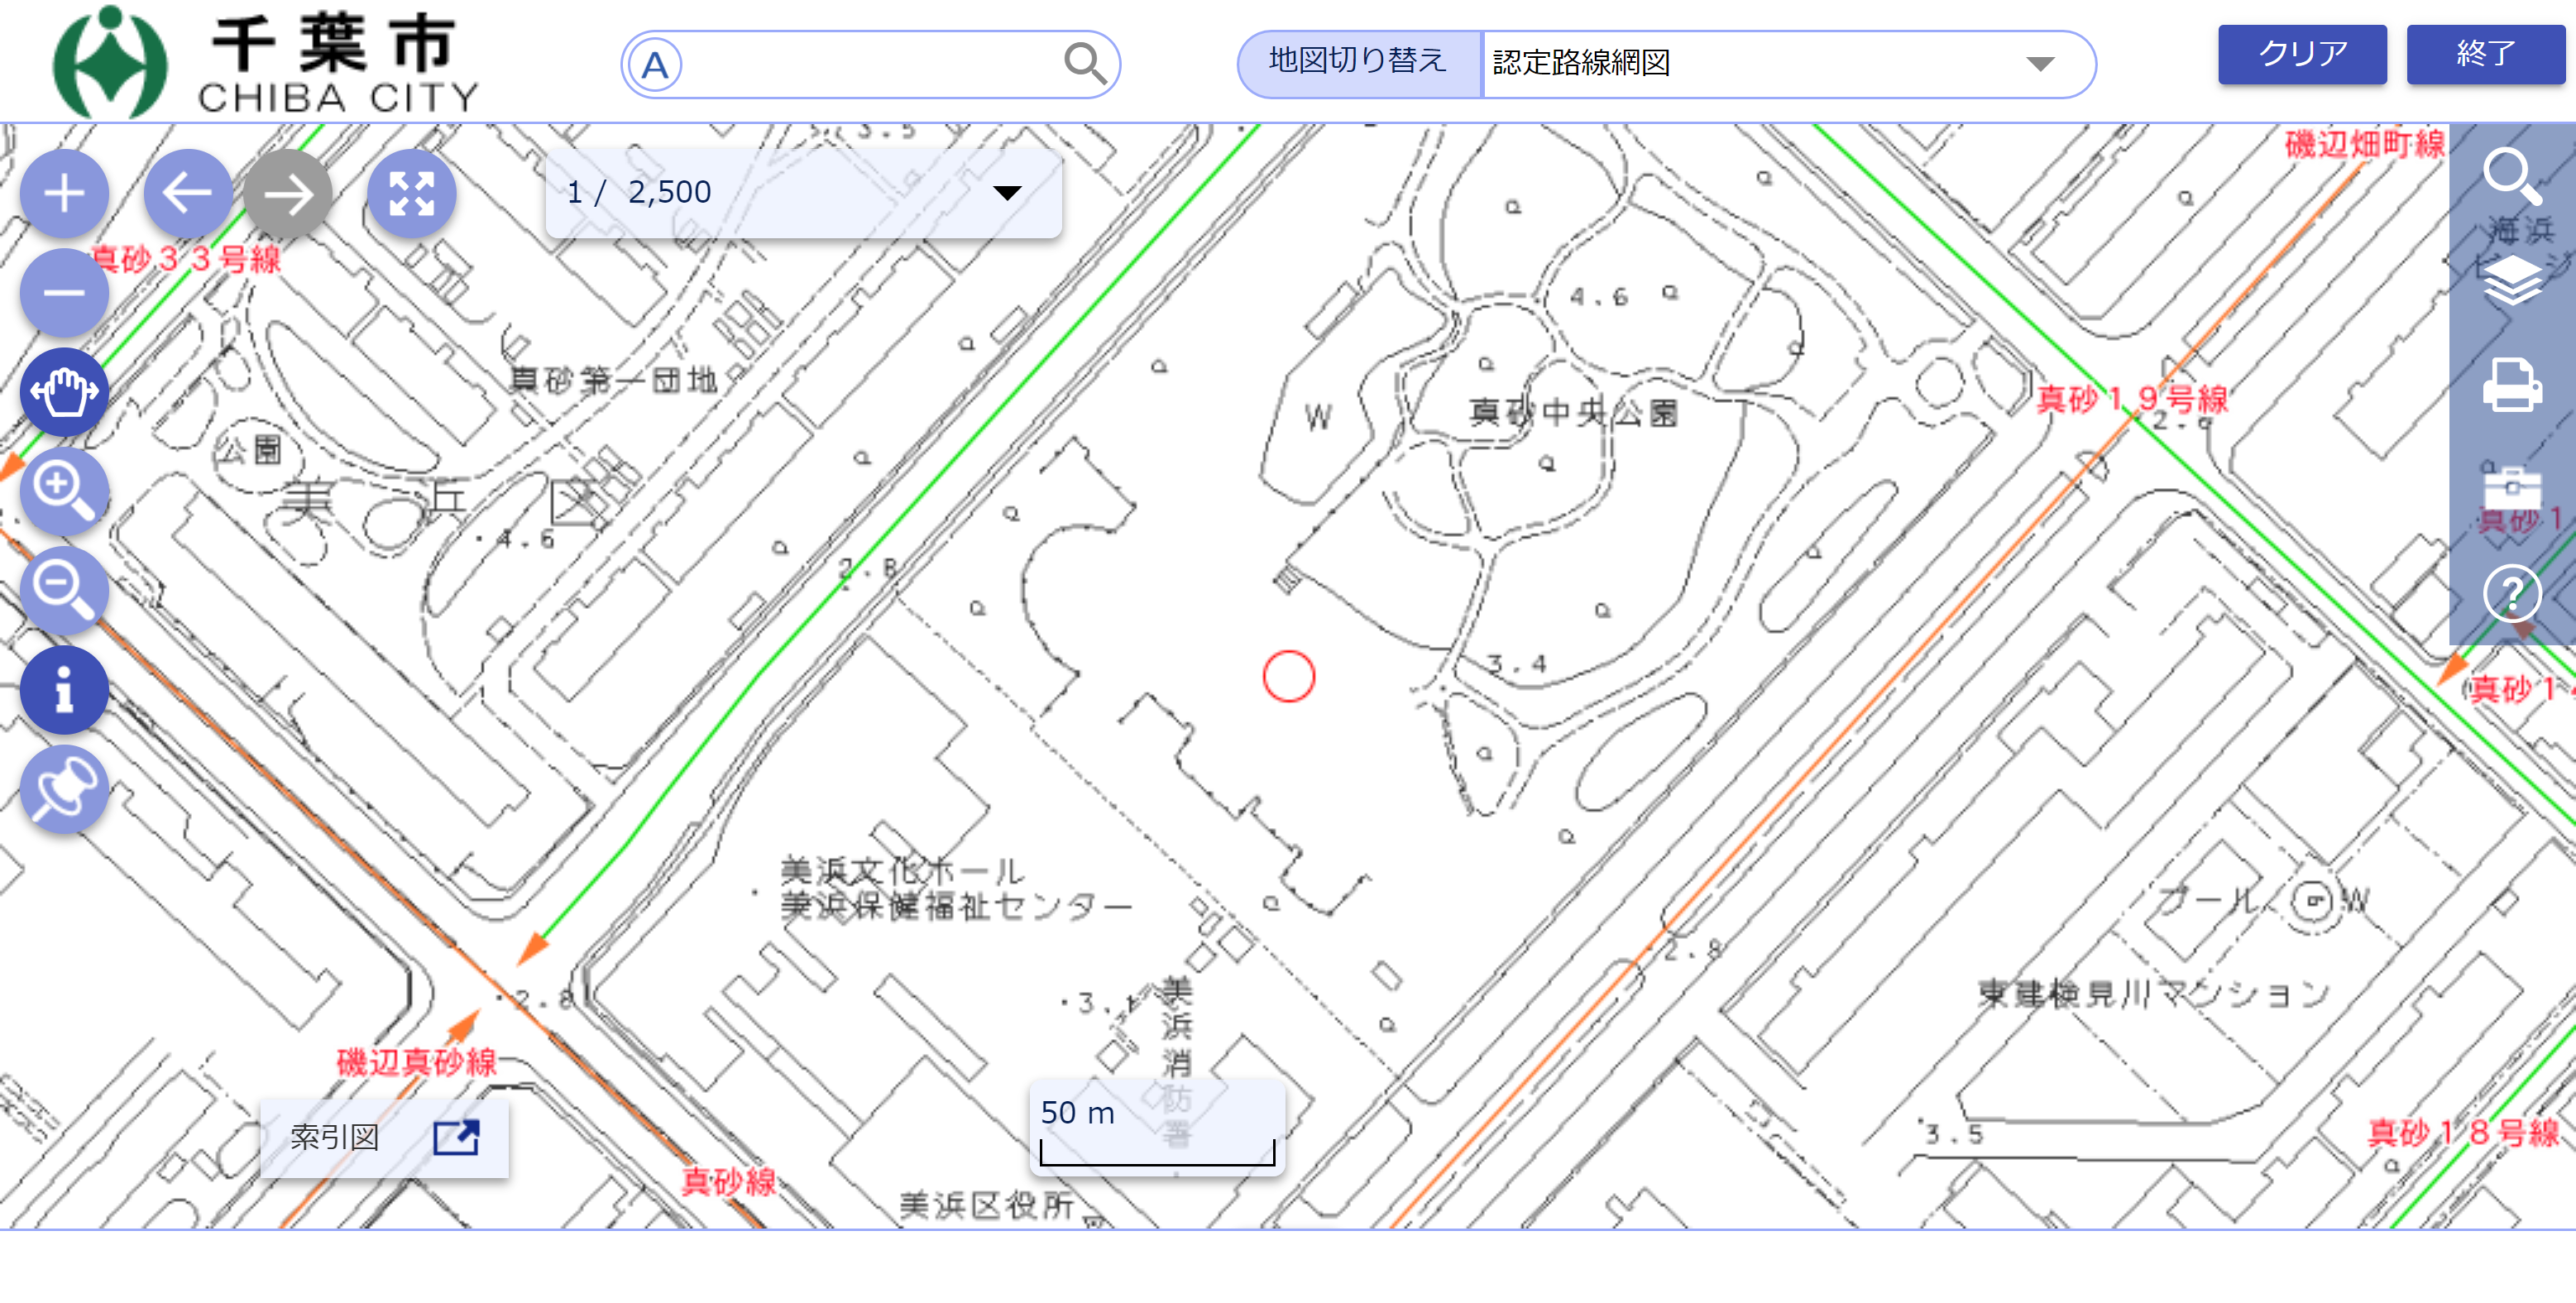 千葉市
CHIBA CITY
A
地図切り替え
認定路線網図
クリア
終了
3.5
磯辺畑町線
1 / 2,500
海浜
真砂33号線
4.6
真砂第一団地
W
真砂中央公園
真砂19号線
2.6
公園
美浜区
4.6
真砂1
2.8
3.4
真砂1
美浜文化ホール
美浜保健福祉センター
プール
W
2.8
東建検見川マンション
2.8
3.1
美浜消防署
磯辺真砂線
50 m
索引図
3.5
真砂18号線
真砂線
美浜区役所